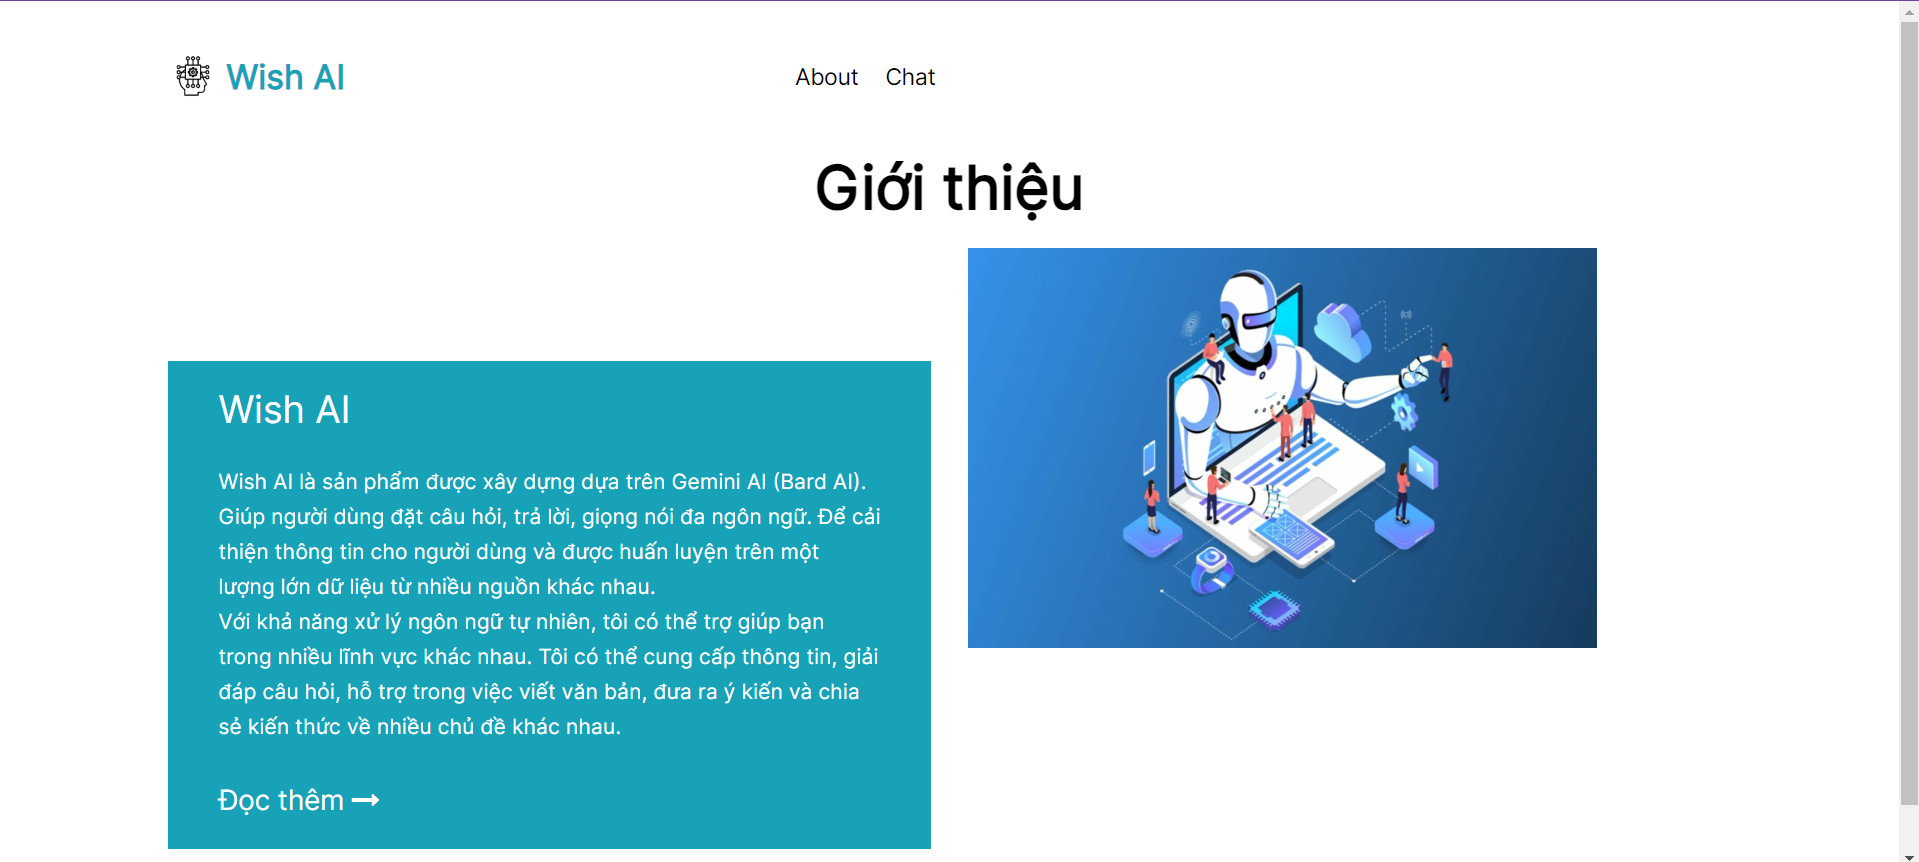 Wish AI
About Chat
Giới thiệu
Wish AI
Wish AI là sản phẩm được xây dựng dựa trên Gemini AI (Bard AI).
Giúp người dùng đặt câu hỏi, trả lời, giọng nói đa ngôn ngữ. Để cải
thiện thông tin cho người dùng và được huấn luyện trên một
lượng lớn dữ liệu từ nhiều nguồn khác nhau.
Với khả năng xử lý ngôn ngữ tự nhiên, tôi có thể trợ giúp bạn
trong nhiều lĩnh vực khác nhau. Tôi có thể cung cấp thông tin, giải
đáp câu hỏi, hỗ trợ trong việc viết văn bản, đưa ra ý kiến và chia
sẻ kiến thức về nhiều chủ đề khác nhau.
Đọc thêm